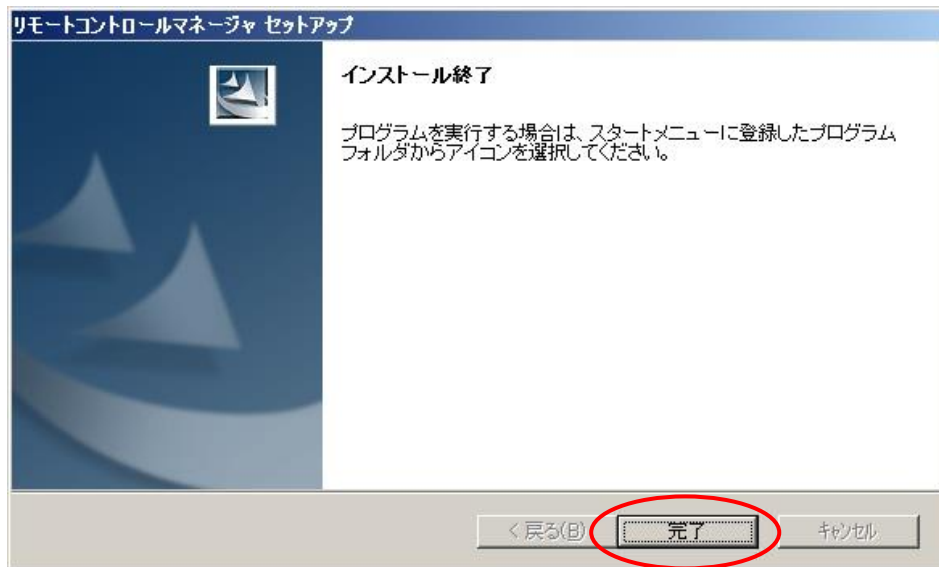 リモートコントロールマネージャ セットアップ
インストール終了
プログラムを実行する場合は、スタートメニューに登録したプログラム
フォルダからアイコンを選択してください。
< 戻る(B)
完了
キャンセル